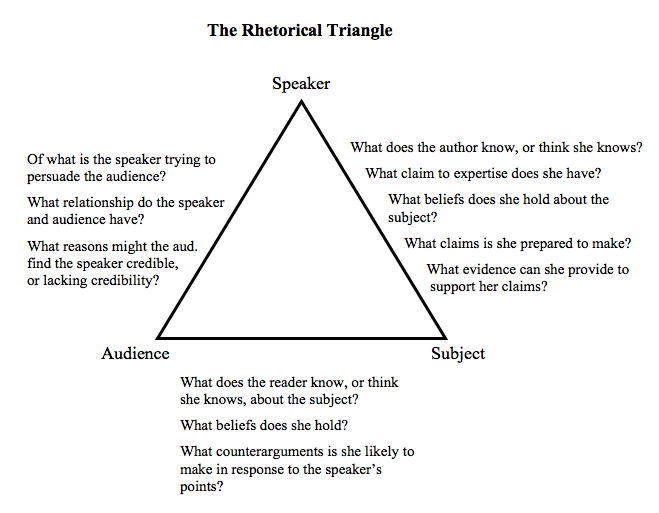 The Rhetorical Triangle
Speaker
Of what is the speaker trying to
persuade the audience?
What relationship do the speaker
and audience have?
What reasons might the aud.
find the speaker credible,
or lacking credibility?
What does the author know, or think she knows?
What claim to expertise does she have?
What beliefs does she hold about the
subject?
What claims is she prepared to make?
What evidence can she provide to
support her claims?
Audience
Subject
What does the reader know, or think
she knows, about the subject?
What beliefs does she hold?
What counterarguments is she likely to
make in response to the speaker's
points?